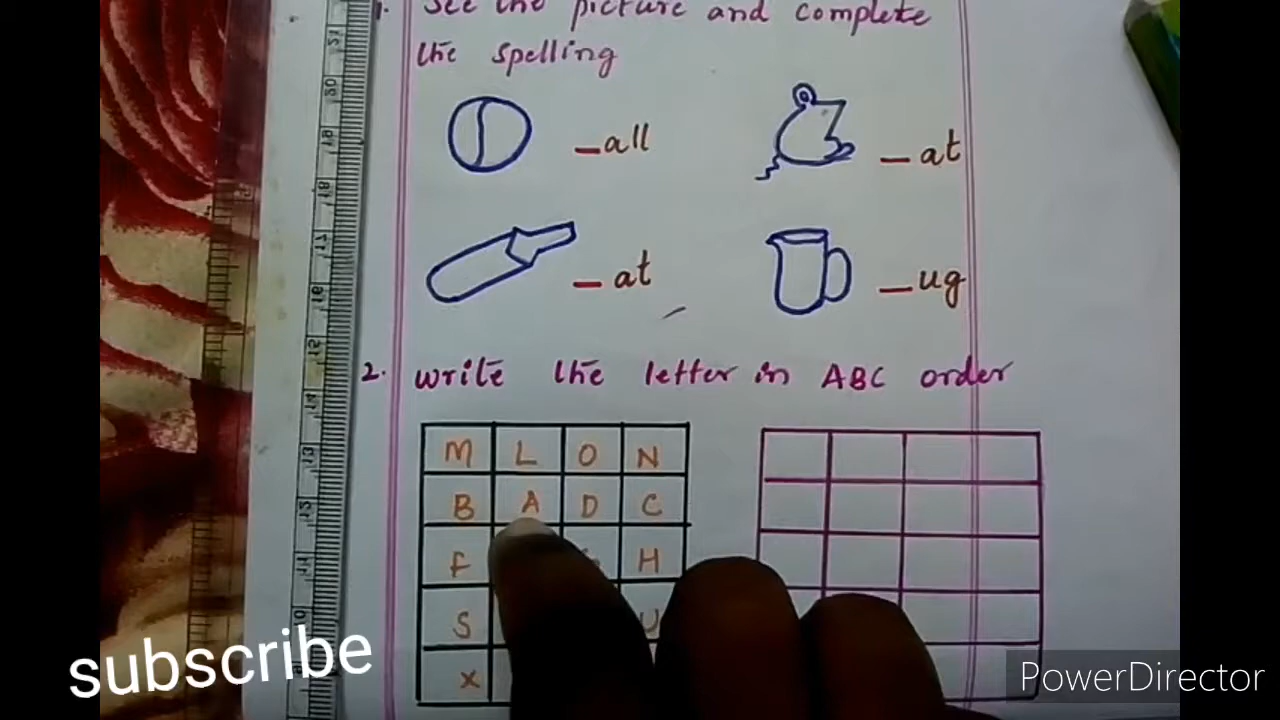 1. See the picture and complete
the spelling
_all
_at
_at
_ug
2. write the letter in ABC order
M L O N
B A D C
F H
S U
X
subscribe
PowerDirector